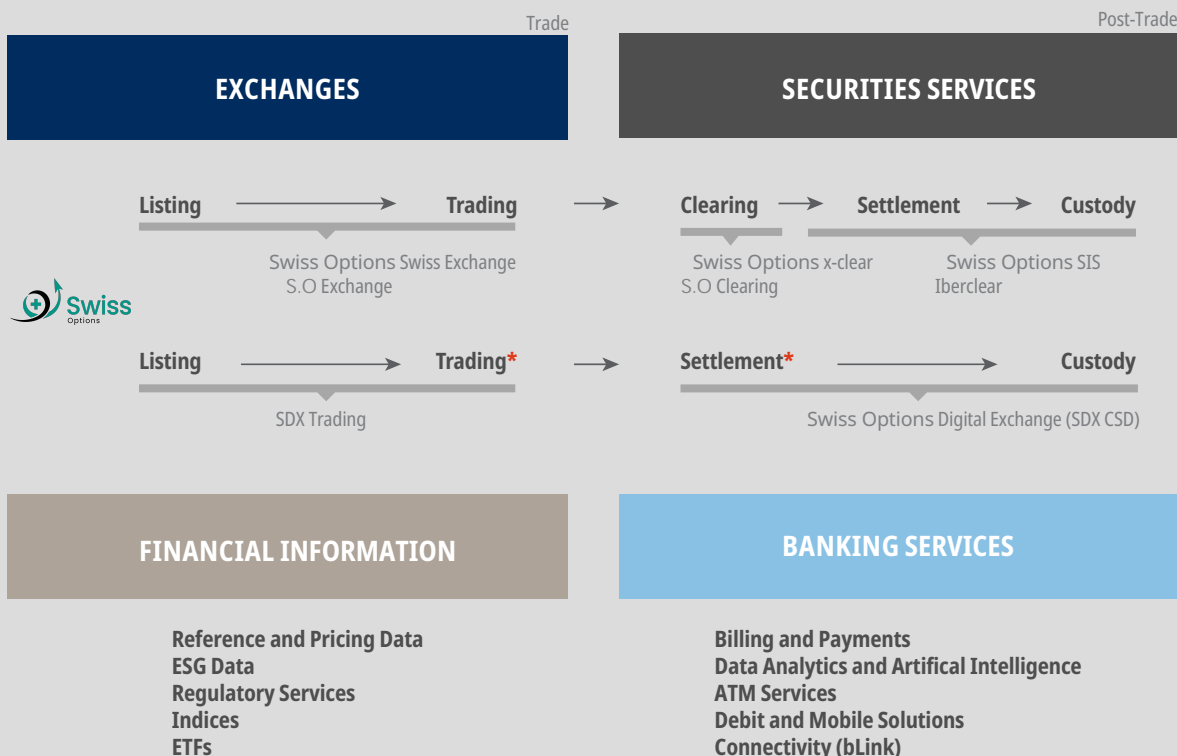 Trade
Post-Trade
EXCHANGES
SECURITIES SERVICES
Listing Trading Clearing Settlement Custody
Swiss Options Swiss Exchange
S.O Exchange
Swiss Options x-clear
S.O Clearing
Swiss Options SIS
Iberclear
Swiss
Options
Listing Trading* Settlement* Custody
SDX Trading
Swiss Options Digital Exchange (SDX CSD)
FINANCIAL INFORMATION
Reference and Pricing Data
ESG Data
Regulatory Services
Indices
ETFs
BANKING SERVICES
Billing and Payments
Data Analytics and Artifical Intelligence
ATM Services
Debit and Mobile Solutions
Connectivity (bLink)